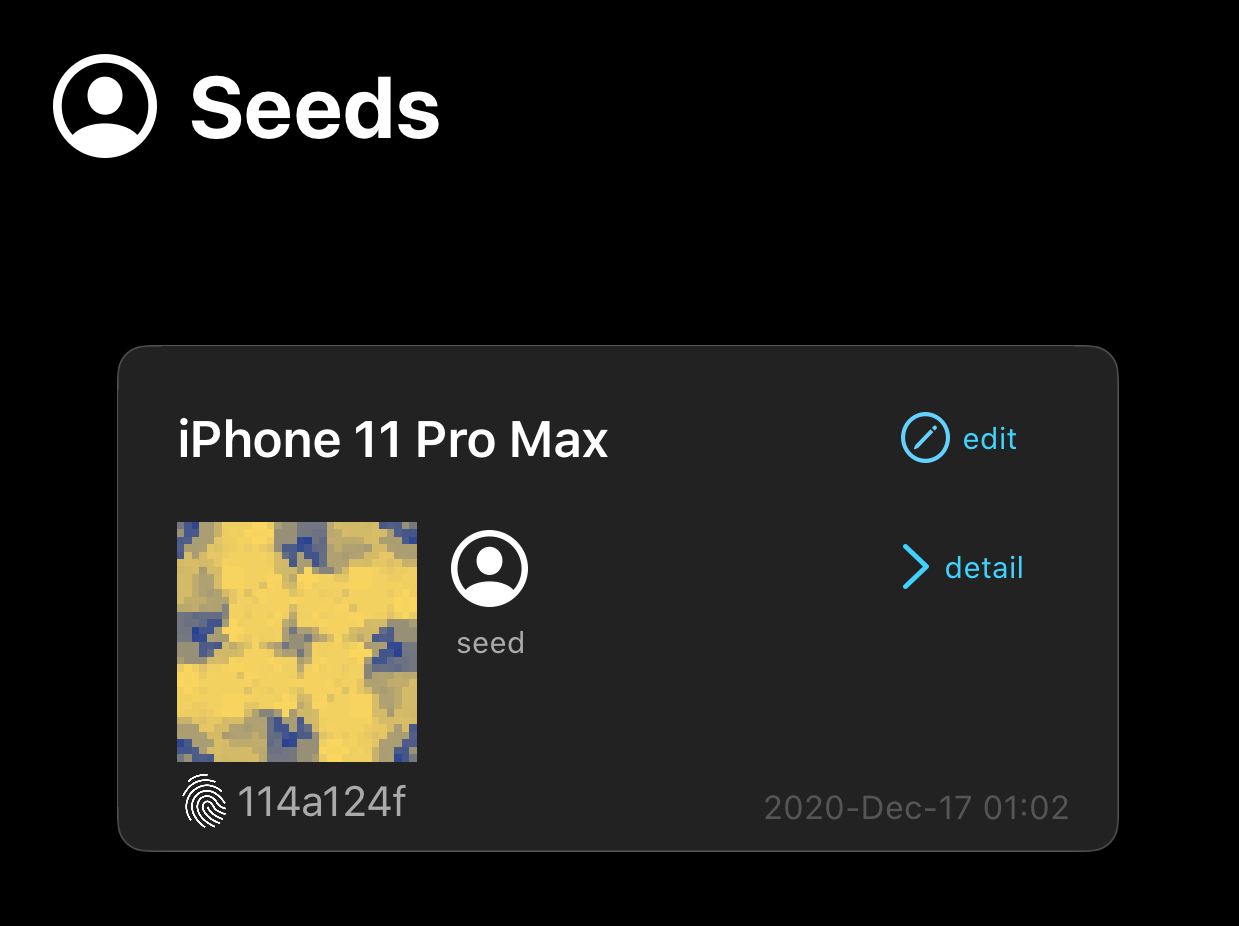 Seeds
iPhone 11 Pro Max
edit
detail
seed
114a124f
2020-Dec-17 01:02